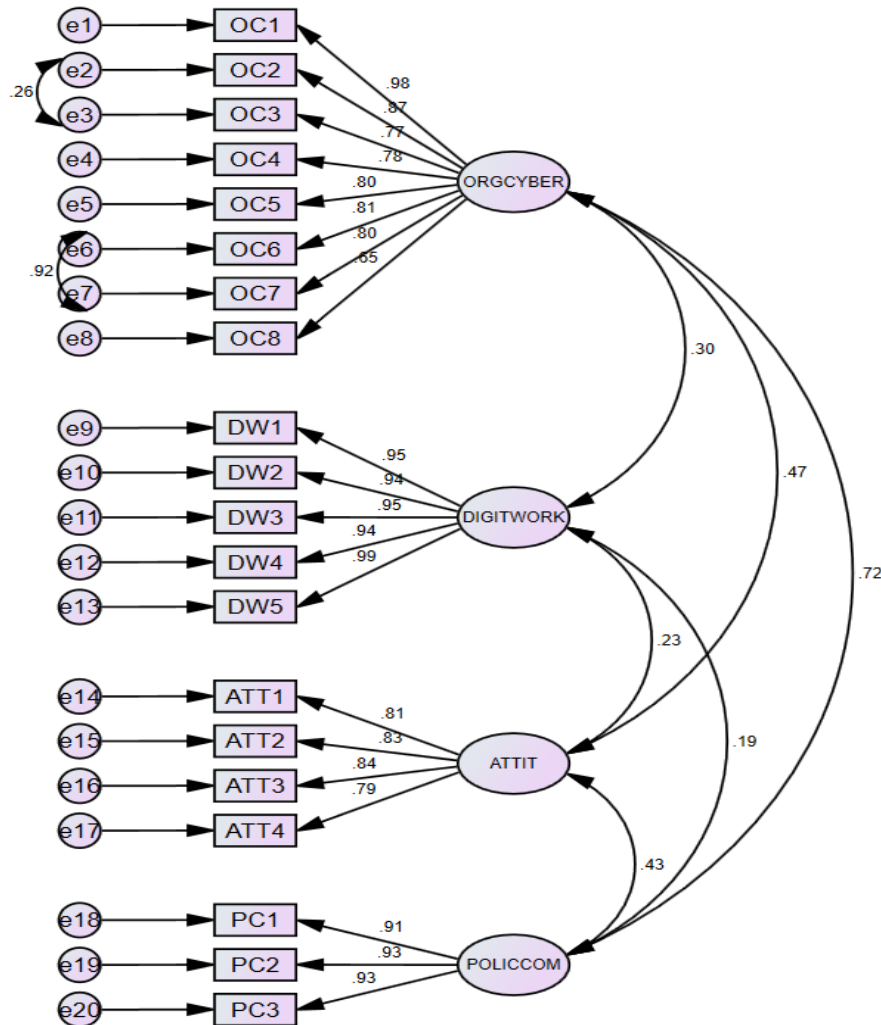 e1 OC1
e2 OC2 .98
.26 e3 OC3 .87
e4 OC4 .77
e5 OC5 .78 ORGCYBER
e6 OC6 .80
.92 e7 OC7 .81
e8 OC8 .80
.65
.30
e9 DW1
e10 DW2 .95
e11 DW3 .94 DIGITWORK .47
e12 DW4 .95
e13 DW5 .94
.99
.72
.23
e14 ATT1
e15 ATT2 .81
e16 ATT3 .83 ATTIT .19
e17 ATT4 .84
.79
.43
e18 PC1
e19 PC2 .91
e20 PC3 .93 POLICCOM
.93